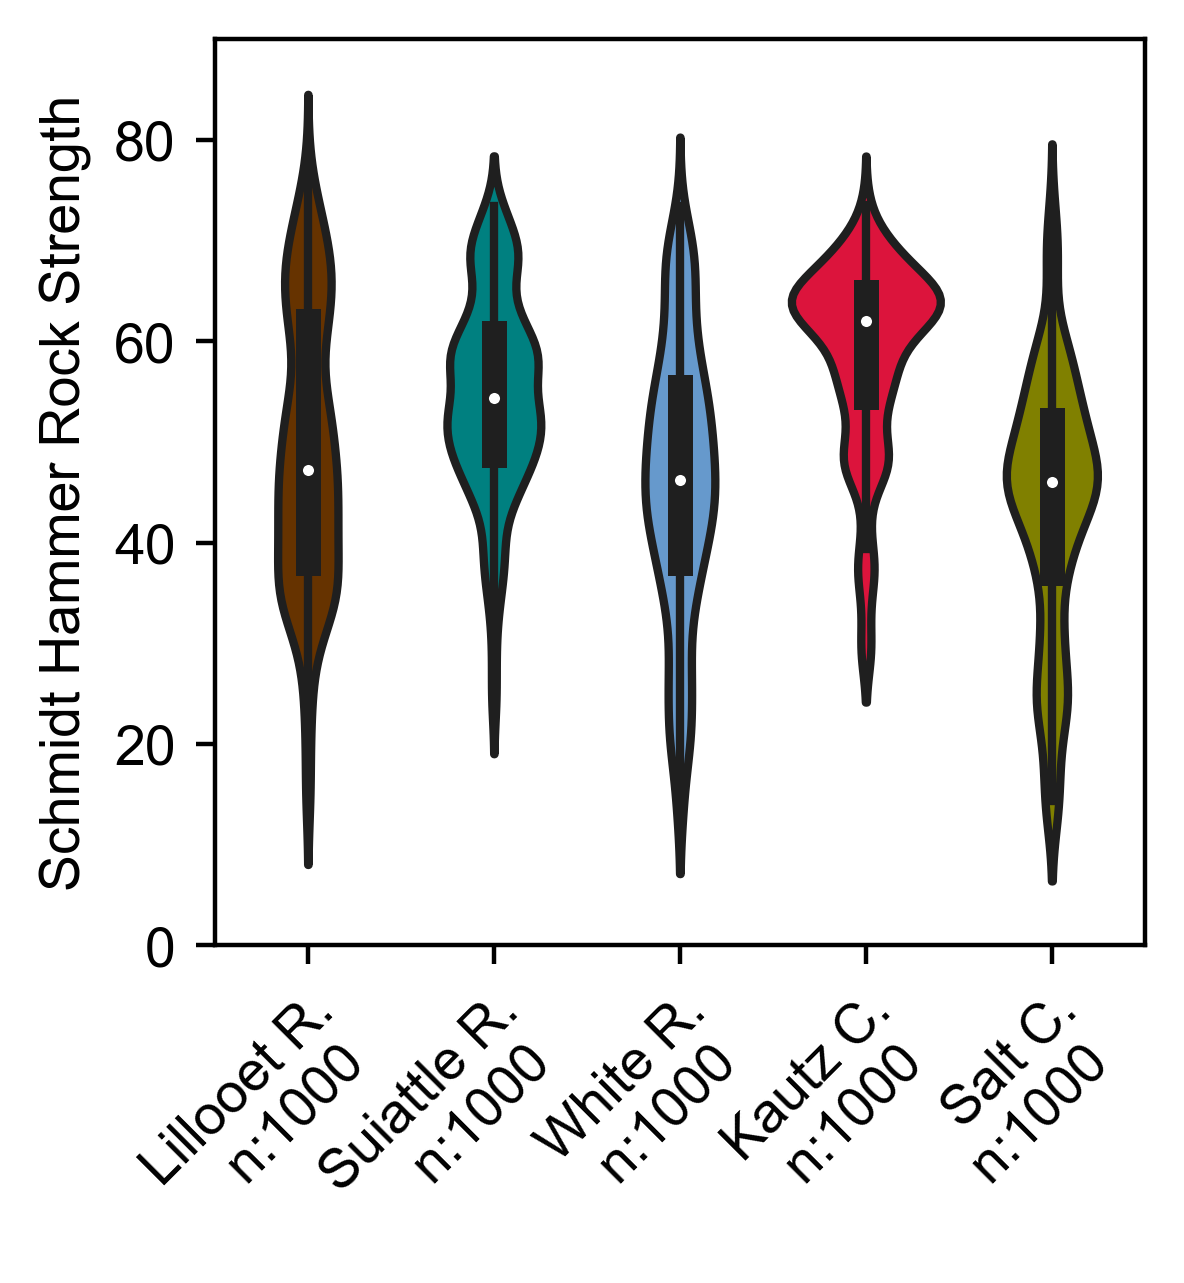 Schmidt Hammer Rock Strength
80
60
40
20
0
Lillooet R.
n:1000
Suiattle R.
n:1000
White R.
n:1000
Kautz C.
n:1000
Salt C.
n:1000